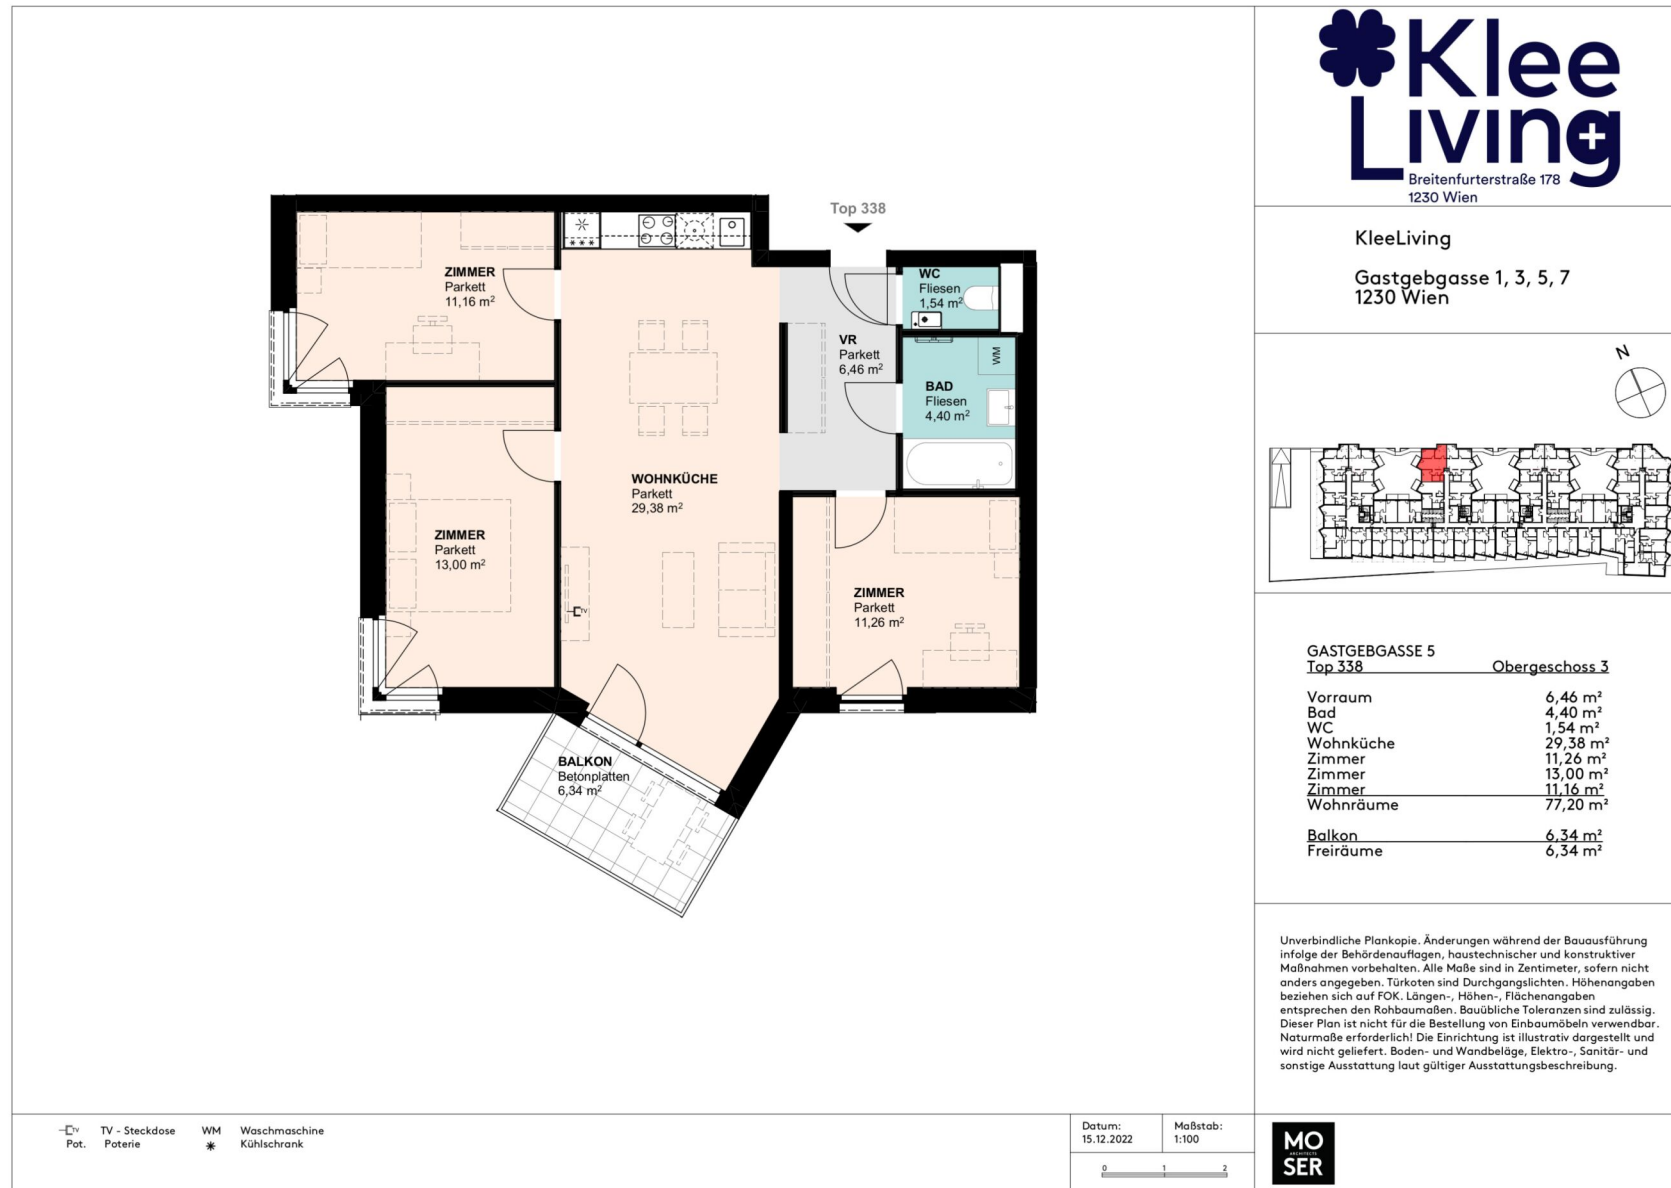 Klee
Living
Breitenfurterstraße 178
1230 Wien
KleeLiving
Gastgebgasse 1, 3, 5, 7
1230 Wien
N
Top 338
ZIMMER
Parkett
11,16 m²
WC
Fliesen
1,54 m²
VR
Parkett
6,46 m²
WM
BAD
Fliesen
4,40 m²
WOHNKÜCHE
Parkett
29,38 m²
ZIMMER
Parkett
13,00 m²
TV
ZIMMER
Parkett
11,26 m²
BALKON
Betonplatten
6,34 m²
GASTGEBGASSE 5
Top 338 Obergeschoss 3
Vorraum 6,46 m²
Bad 4,40 m²
WC 1,54 m²
Wohnküche 29,38 m²
Zimmer 11,26 m²
Zimmer 13,00 m²
Zimmer 11,16 m²
Wohnräume 77,20 m²
Balkon 6,34 m²
Freiräume 6,34 m²
Unverbindliche Plankopie. Änderungen während der Bauausführung
infolge der Behördenauflagen, haustechnischer und konstruktiver
Maßnahmen vorbehalten. Alle Maße sind in Zentimeter, sofern nicht
anders angegeben. Türkoten sind Durchgangslichten. Höhenangaben
beziehen sich auf FOK. Längen-, Höhen-, Flächenangaben
entsprechen den Rohbaumaßen. Bauübliche Toleranzen sind zulässig.
Dieser Plan ist nicht für die Bestellung von Einbaumöbeln verwendbar.
Naturmaße erforderlich! Die Einrichtung ist illustrativ dargestellt und
wird nicht geliefert. Boden- und Wandbeläge, Elektro-, Sanitär- und
sonstige Ausstattung laut gültiger Ausstattungsbeschreibung.
TV TV - Steckdose WM Waschmaschine
Pot. Poterie Kühlschrank
Datum: Maßstab:
15.12.2022 1:100
0 1 2
MO
ARCHITECTS
SER